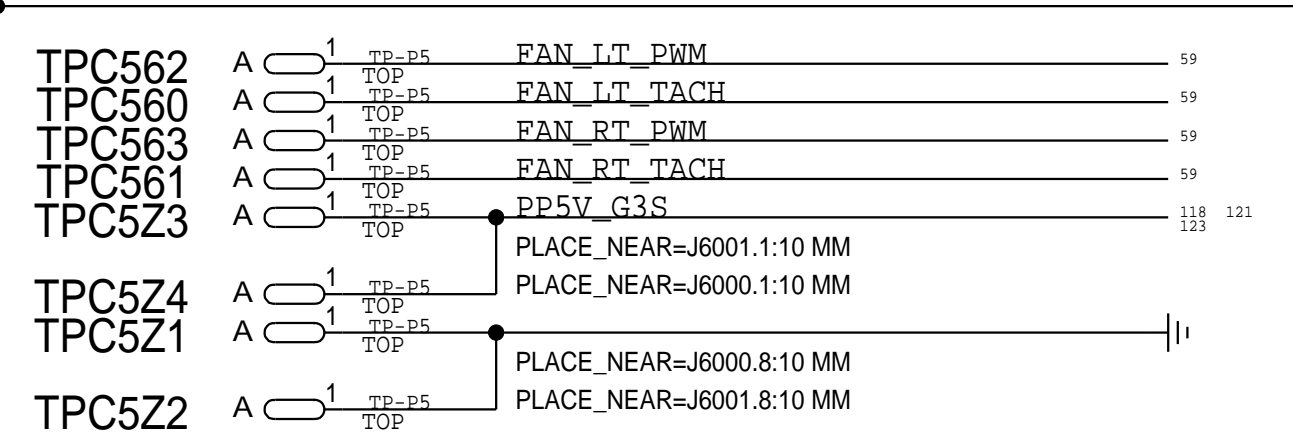 TPC562 A 1 TP-P5 FAN_LT_PWM 59
TOP
TPC560 A 1 TP-P5 FAN_LT_TACH 59
TOP
TPC563 A 1 TP-P5 FAN_RT_PWM 59
TOP
TPC561 A 1 TP-P5 FAN_RT_TACH 59
TOP
TPC5Z3 A 1 TP-P5 PP5V_G3S 118 121
TOP 123
PLACE_NEAR=J6001.1:10 MM
TPC5Z4 A 1 TP-P5 PLACE_NEAR=J6000.1:10 MM
TOP
TPC5Z1 A 1 TP-P5
TOP
PLACE_NEAR=J6000.8:10 MM
TPC5Z2 A 1 TP-P5 PLACE_NEAR=J6001.8:10 MM
TOP